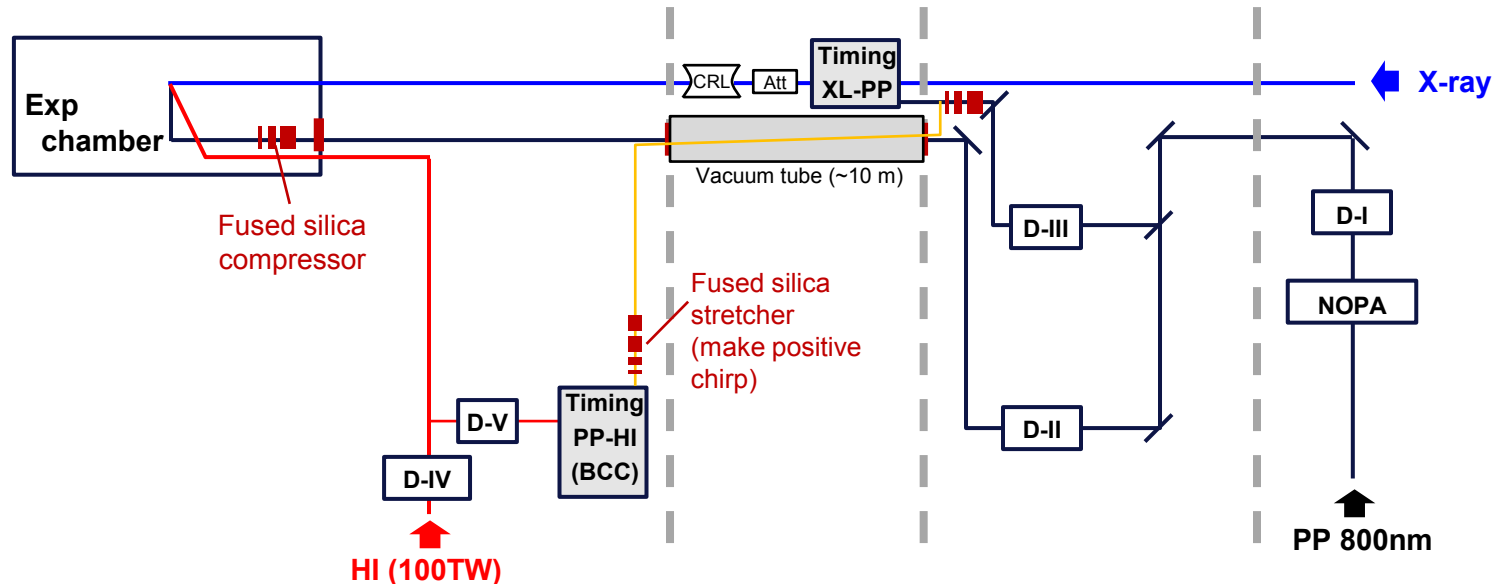 Timing
XL-PP
CRL
Att
X-ray
Exp
chamber
Vacuum tube (~10 m)
Fused silica
compressor
D-III
D-I
Fused silica
stretcher
(make positive
chirp)
NOPA
Timing
PP-HI
(BCC)
D-V
D-II
D-IV
PP 800nm
HI (100TW)